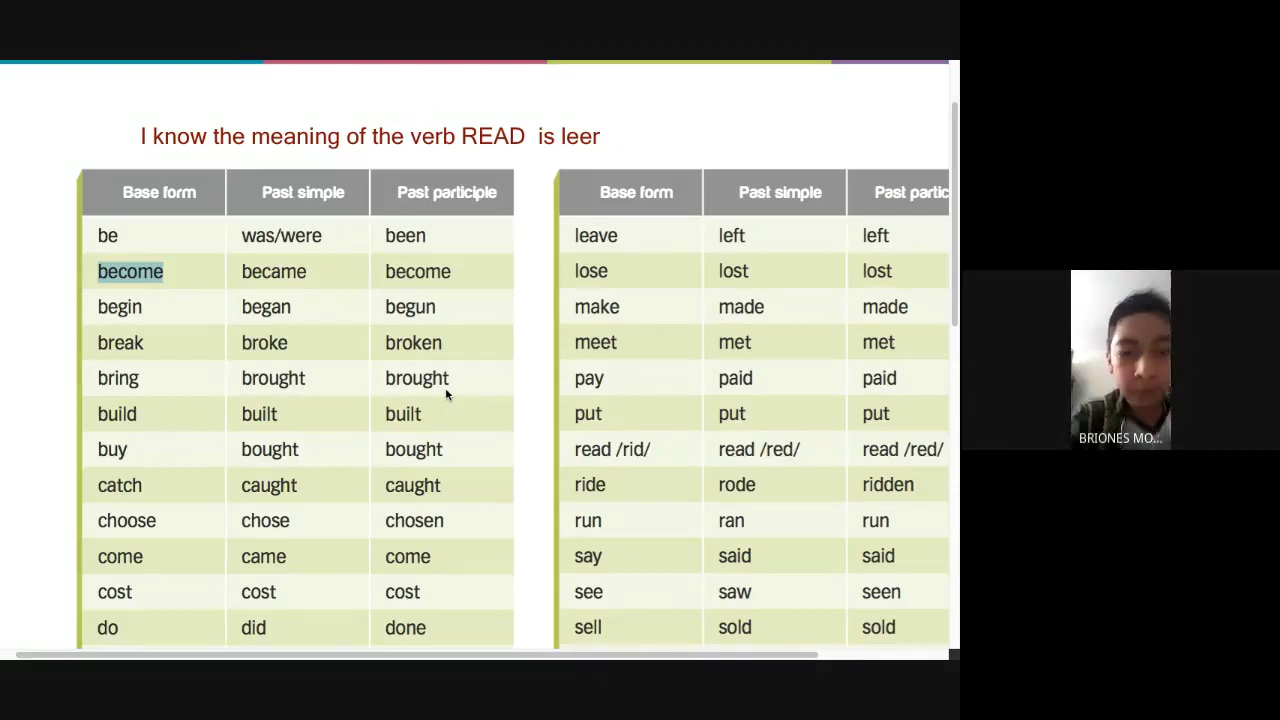 I know the meaning of the verb READ is leer
Base form Past simple Past participle
be was/were been
become became become
begin began begun
break broke broken
bring brought brought
build built built
buy bought bought
catch caught caught
choose chose chosen
come came come
cost cost cost
do did done
Base form Past simple Past partic
leave left left
lose lost lost
make made made
meet met met
pay paid paid
put put put
read /rid/ read /red/ read /red/
ride rode ridden
run ran run
say said said
see saw seen
sell sold sold
BRIONES MO...